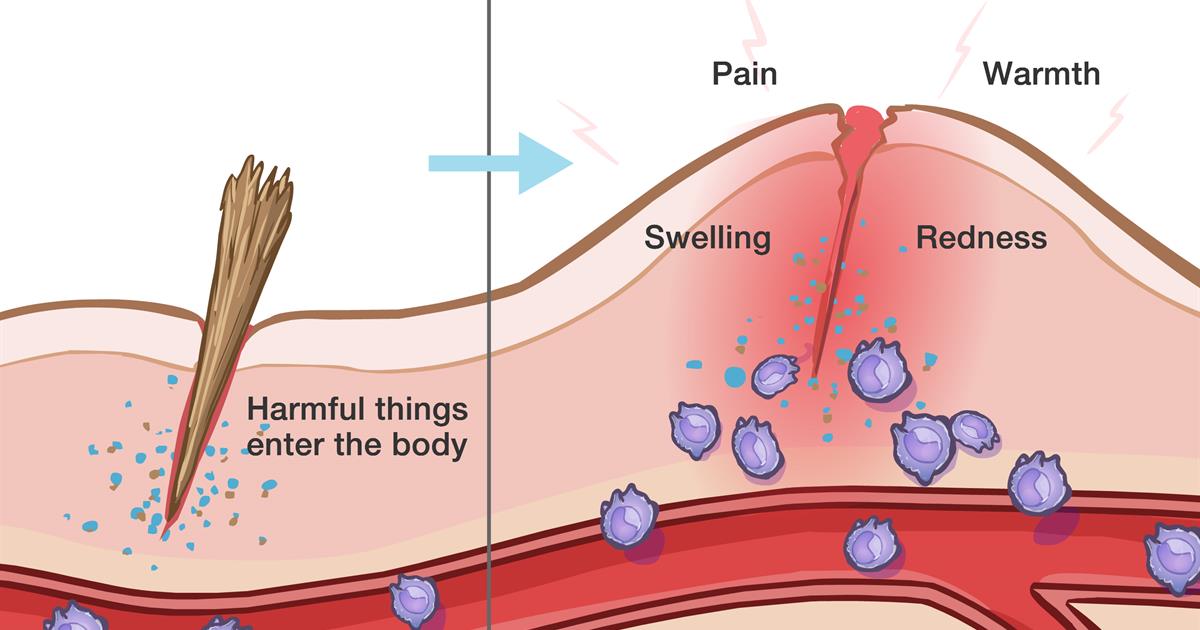 Pain
Warmth
Swelling
Redness
Harmful things
enter the body